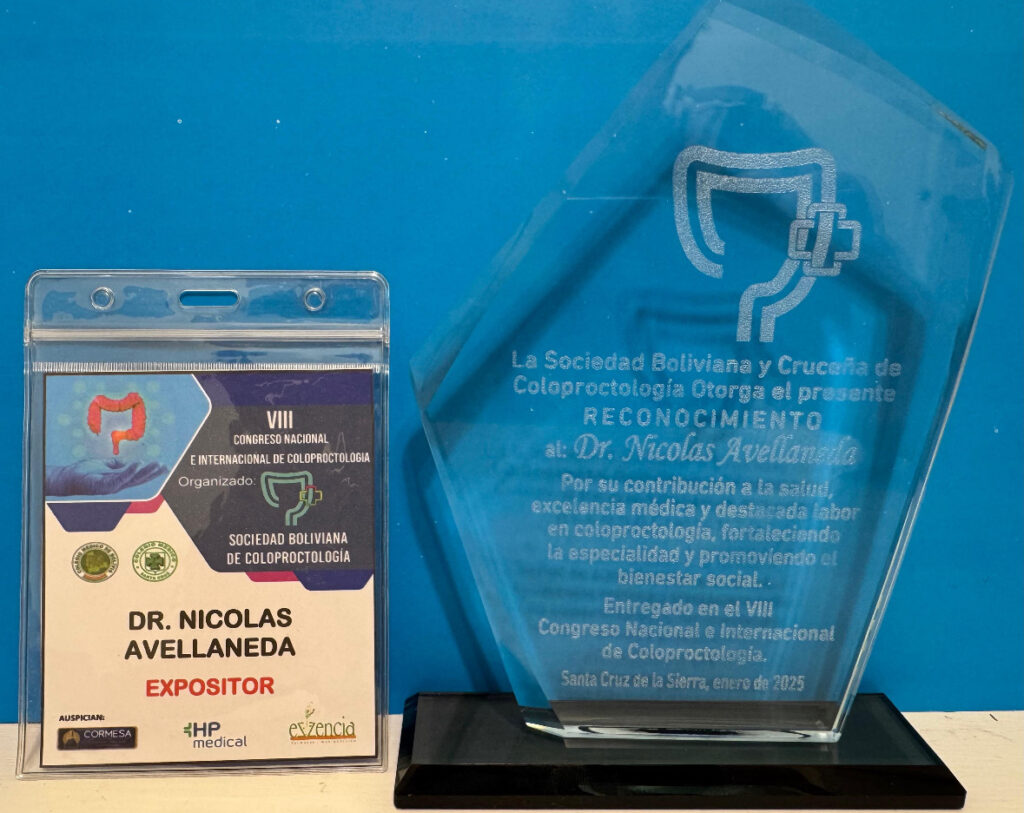 VIII
CONGRESO NACIONAL
E INTERNACIONAL DE COLOPROCTOLOGIA
Organizado:
SOCIEDAD BOLIVIANA
DE COLOPROCTOLOGÍA
DR. NICOLAS
AVELLANEDA
EXPOSITOR
AUSPICIAN:
CORMESA
HP
medical
esZencia
La Sociedad Boliviana y Cruceña de
Coloproctología Otorga el presente
RECONOCIMIENTO
al: Dr. Nicolas Avellaneda
Por su contribución a la salud,
excelencia médica y destacada labor
en coloproctología, fortaleciendo
la especialidad y promoviendo el
bienestar social.
Entregado en el VIII
Congreso Nacional e Internacional
de Coloproctología.
Santa Cruz de la Sierra, enero de 2025